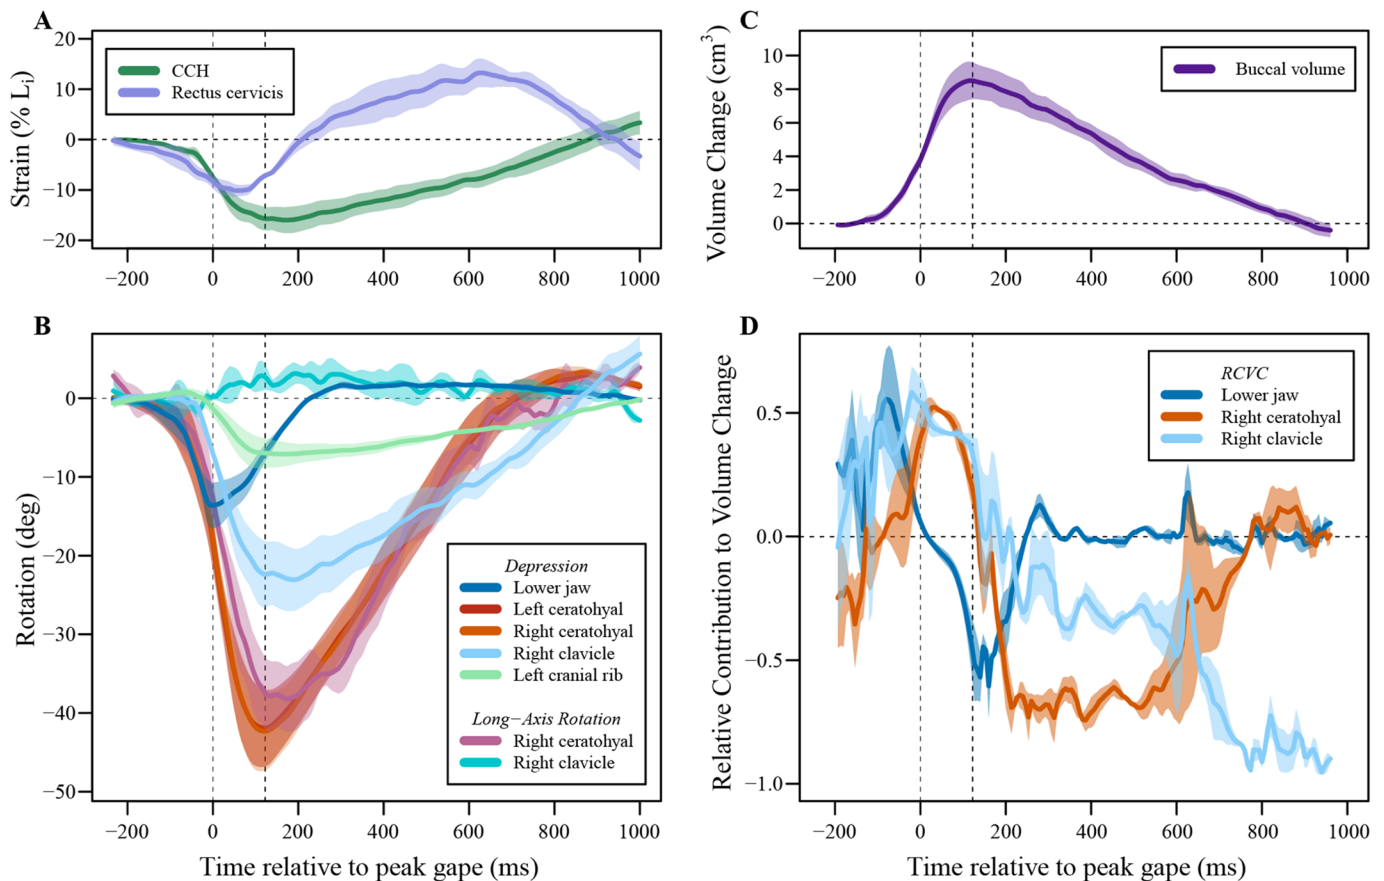 A
Strain (% Li)
20
10
0
−10
−20
CCH
Rectus cervicis
−200
0
200
400
600
800
1000
C
Volume Change (cm3)
10
8
6
4
2
0
Buccal volume
−200
0
200
400
600
800
1000
B
Rotation (deg)
0
−10
−20
−30
−40
−50
Depression
Lower jaw
Left ceratohyal
Right ceratohyal
Right clavicle
Left cranial rib
Long−Axis Rotation
Right ceratohyal
Right clavicle
−200
0
200
400
600
800
1000
Time relative to peak gape (ms)
D
Relative Contribution to Volume Change
0.5
0.0
−0.5
−1.0
RCVC
Lower jaw
Right ceratohyal
Right clavicle
−200
0
200
400
600
800
1000
Time relative to peak gape (ms)